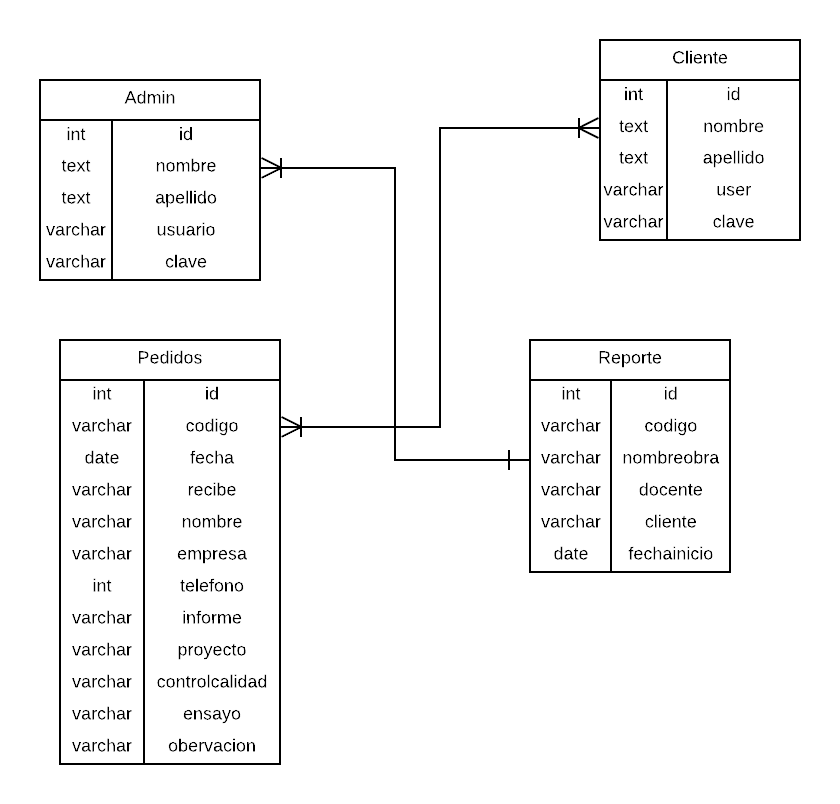 Admin
int id
text nombre
text apellido
varchar usuario
varchar clave
Cliente
int id
text nombre
text apellido
varchar user
varchar clave
Pedidos
int id
varchar codigo
date fecha
varchar recibe
varchar nombre
varchar empresa
int telefono
varchar informe
varchar proyecto
varchar controlcalidad
varchar ensayo
varchar obervacion
Reporte
int id
varchar codigo
varchar nombreobra
varchar docente
varchar cliente
date fechainicio